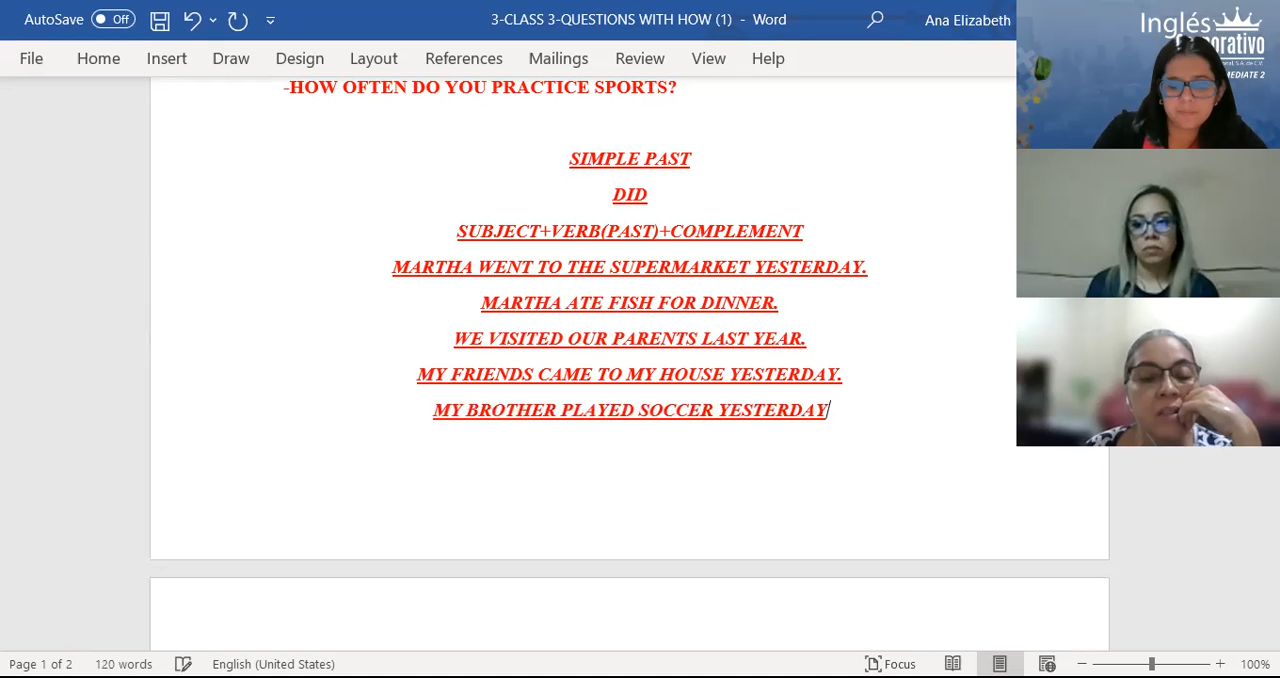 AutoSave Off
3-CLASS 3-QUESTIONS WITH HOW (1) - Word
Ana Elizabeth
File Home Insert Draw Design Layout References Mailings Review View Help
Inglés
-HOW OFTEN DO YOU PRACTICE SPORTS?
SIMPLE PAST
DID
SUBJECT+VERB(PAST)+COMPLEMENT
MARTHA WENT TO THE SUPERMARKET YESTERDAY.
MARTHA ATE FISH FOR DINNER.
WE VISITED OUR PARENTS LAST YEAR.
MY FRIENDS CAME TO MY HOUSE YESTERDAY.
MY BROTHER PLAYED SOCCER YESTERDAY
Page 1 of 2 120 words English (United States) Focus 100%